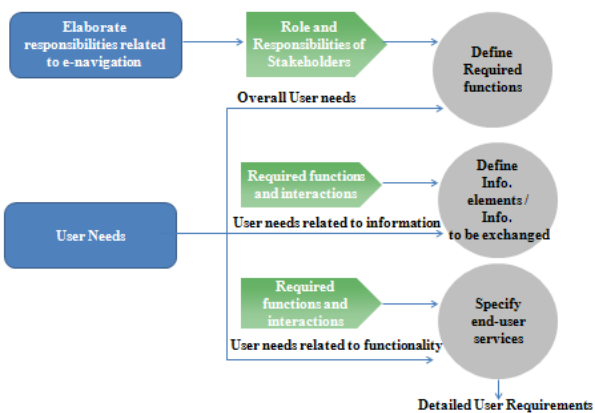 Elaborate
responsibilities related
to e-navigation
Role and
Responsibilities of
Stakeholders
Define
Required
functions
Overall User needs
Required functions
and interactions
Define
Info.
elements /
Info.
to be exchanged
User Needs
User needs related to information
Required
functions and
interactions
Specify
end-user
services
User needs related to functionality
Detailed User Requirements